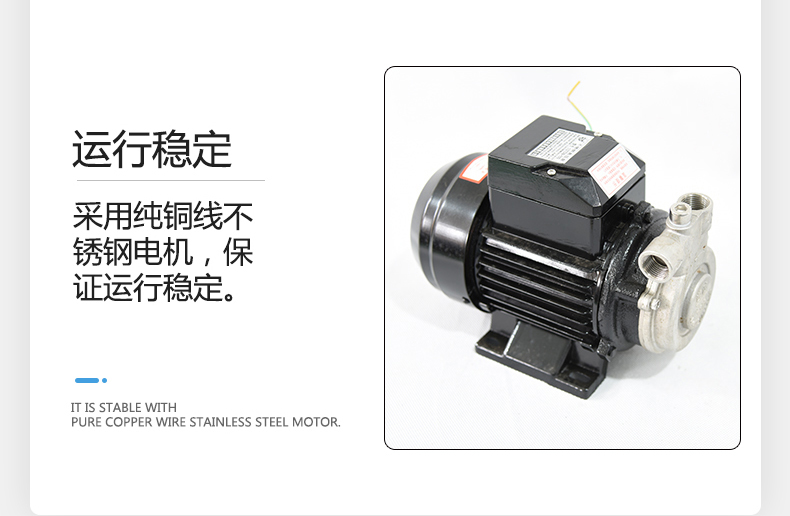 运行稳定
采用纯铜线不
锈钢电机，保
证运行稳定。
IT IS STABLE WITH
PURE COPPER WIRE STAINLESS STEEL MOTOR.